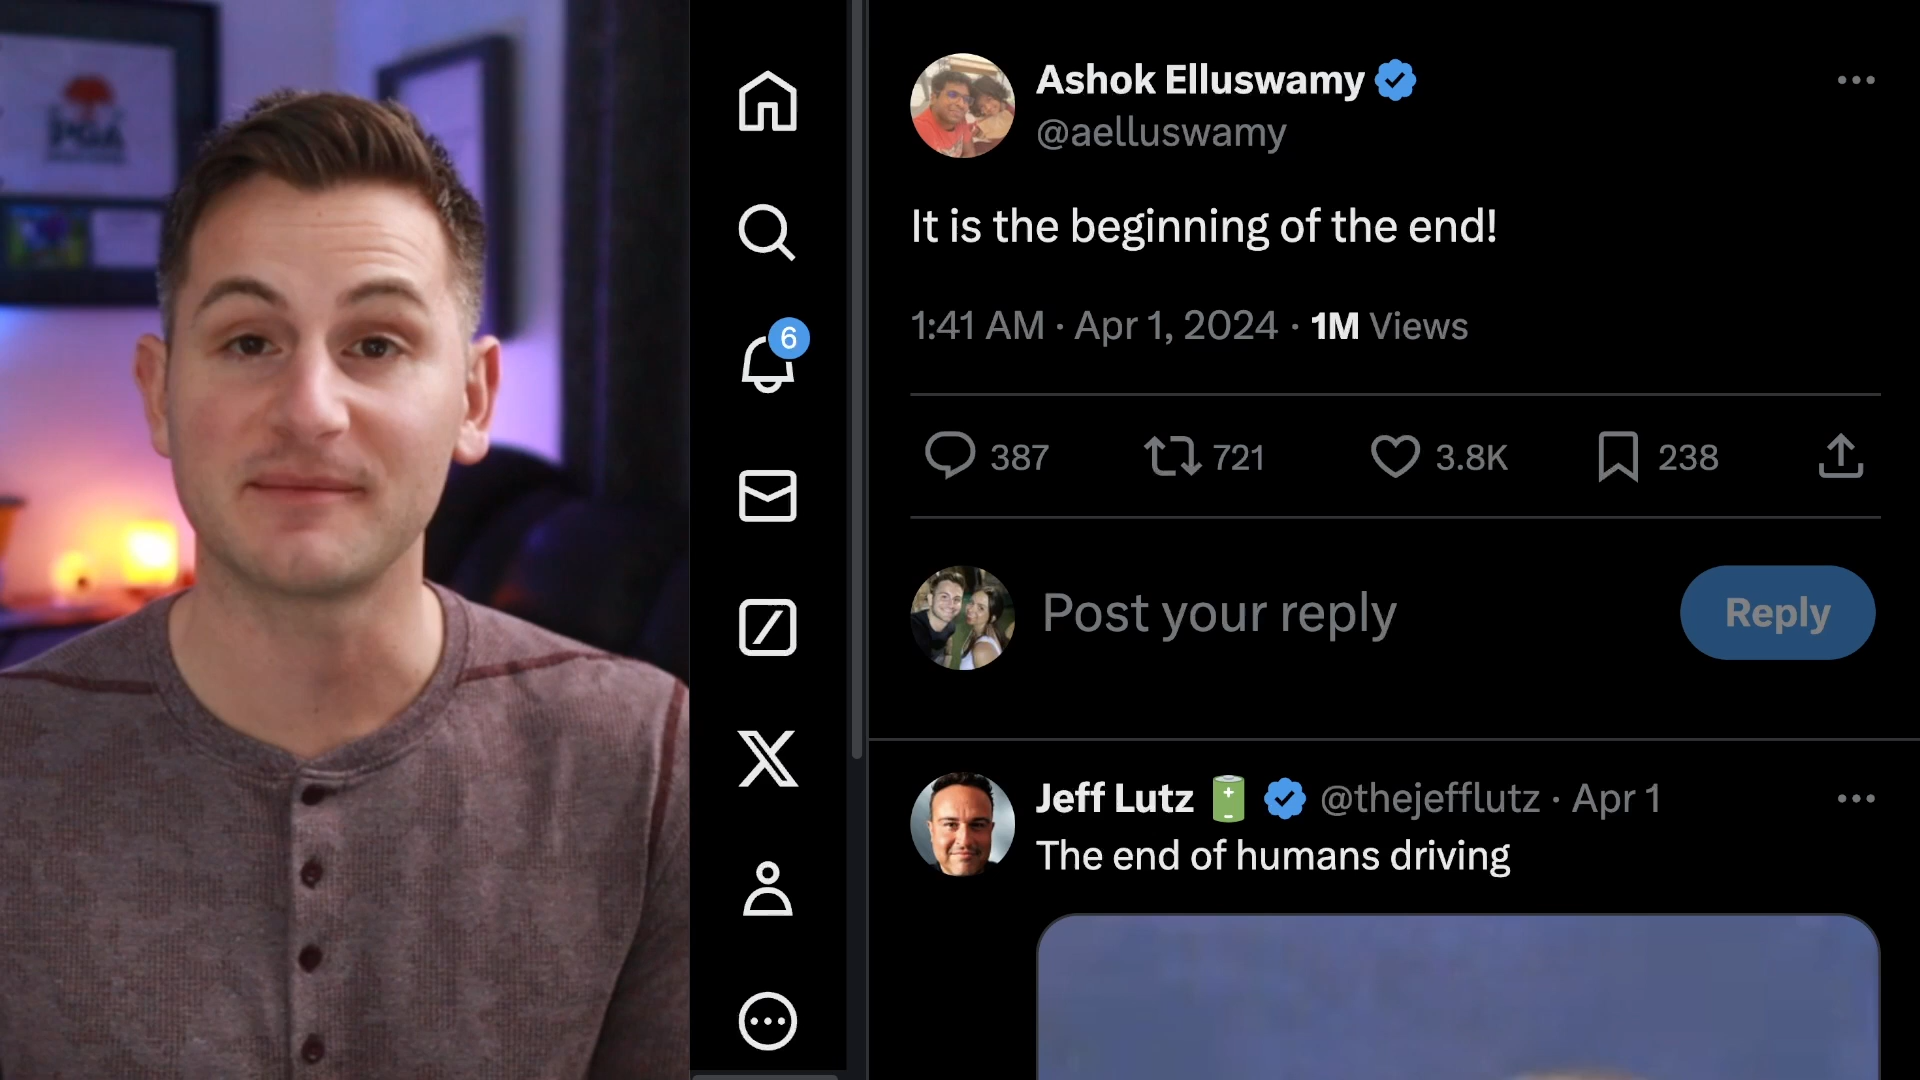 PGA
Ashok Elluswamy
@aelluswamy
It is the beginning of the end!
1:41 AM · Apr 1, 2024 · 1M Views
6
387 721 3.8K 238
Post your reply
Reply
Jeff Lutz @thejefflutz · Apr 1
The end of humans driving